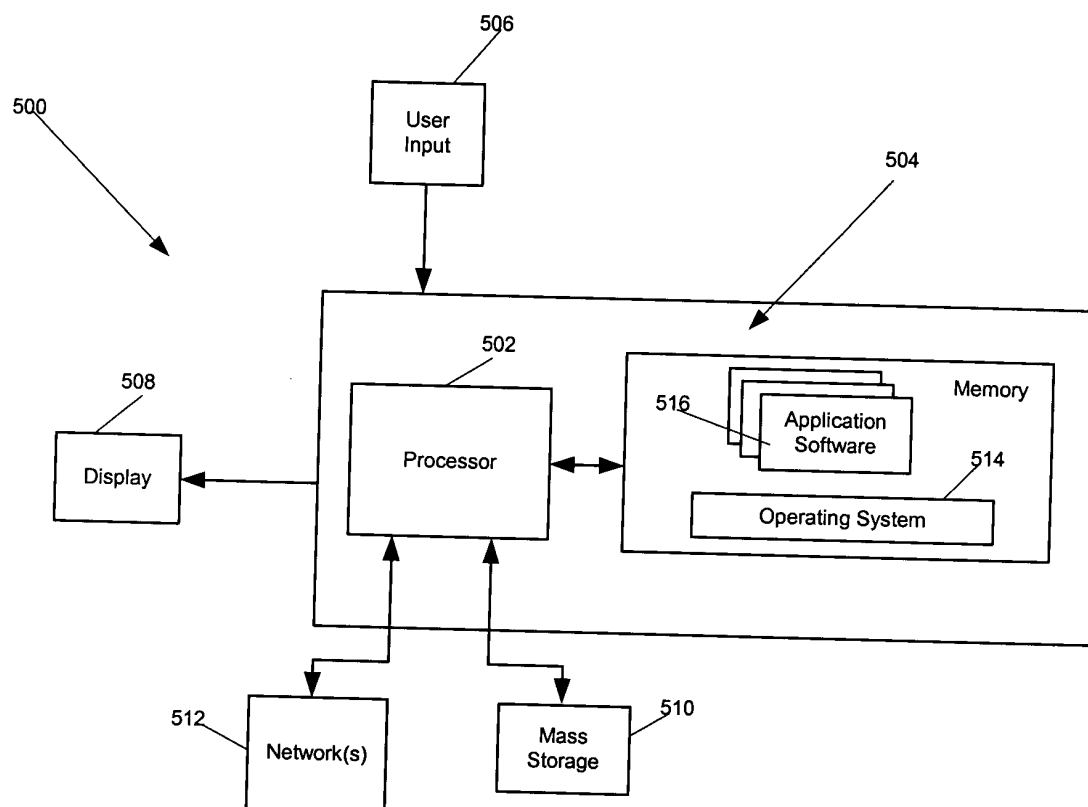 506
500
User
Input
504
502
508
Memory
516
Application
Software
Display
Processor
514
Operating System
512
Network(s)
510
Mass
Storage